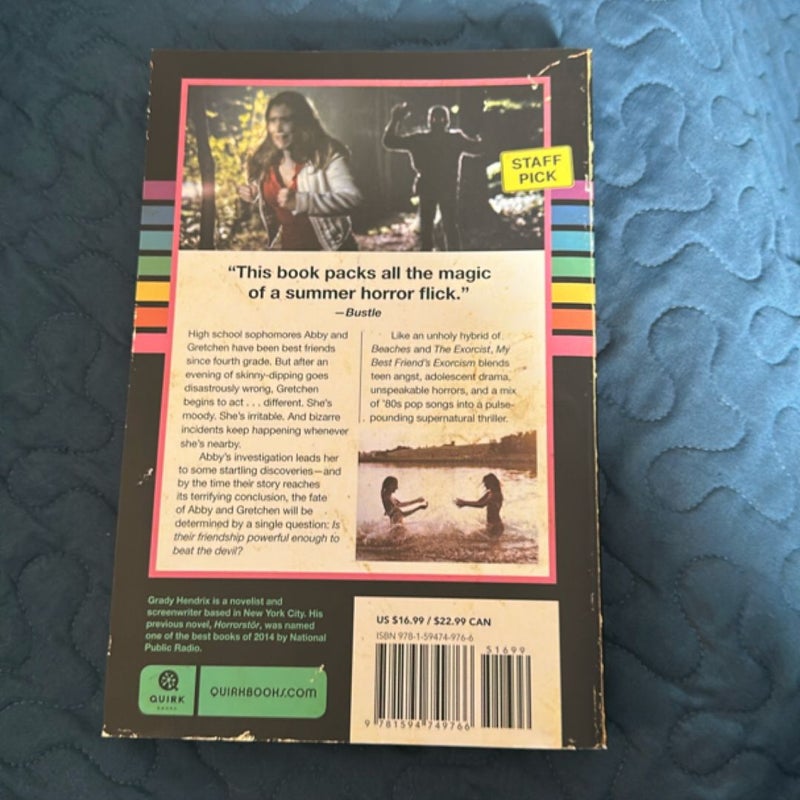 STAFF
PICK
“This book packs all the magic
of a summer horror flick.”
—Bustle
High school sophomores Abby and
Gretchen have been best friends
since fourth grade. But after an
evening of skinny-dipping goes
disastrously wrong, Gretchen
begins to act . . . different. She’s
moody. She’s irritable. And bizarre
incidents keep happening whenever
she’s nearby.
Abby’s investigation leads her
to some startling discoveries—and
by the time their story reaches
its terrifying conclusion, the fate
of Abby and Gretchen will be
determined by a single question: Is
their friendship powerful enough to
beat the devil?
Like an unholy hybrid of
Beaches and The Exorcist, My
Best Friend’s Exorcism blends
teen angst, adolescent drama,
unspeakable horrors, and a mix
of ’80s pop songs into a pulse-
pounding supernatural thriller.
Grady Hendrix is a novelist and
screenwriter based in New York City. His
previous novel, Horrorstör, was named
one of the best books of 2014 by National
Public Radio.
QUIRK
BOOKS
QUIRKBOOKS.COM
US $16.99 / $22.99 CAN
ISBN 978-1-59474-976-6
51699
9 781594 749766